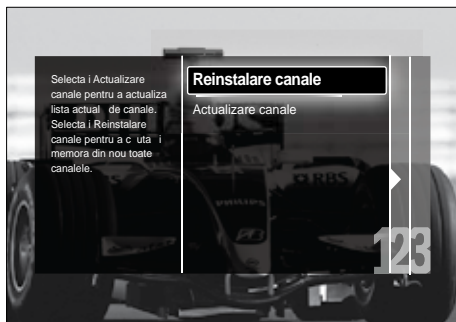 Selecta i Actualizare
canale pentru a actualiza
lista actual de canale.
Selecta i Reinstalare
canale pentru a c uta i
memora din nou toate
canalele.
Reinstalare canale
Actualizare canale
RBS
PHILIPS
123